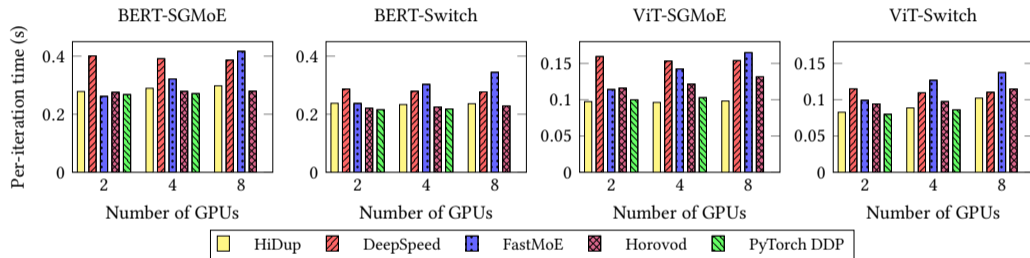 BERT-SGMoE
BERT-Switch
ViT-SGMoE
ViT-Switch
Per-iteration time (s)
0.4
0.2
0
2 4 8
Number of GPUs
0.4
0.2
0
2 4 8
Number of GPUs
0.15
0.1
0.05
0
2 4 8
Number of GPUs
0.15
0.1
0.05
0
2 4 8
Number of GPUs
HiDup DeepSpeed FastMoE Horovod PyTorch DDP